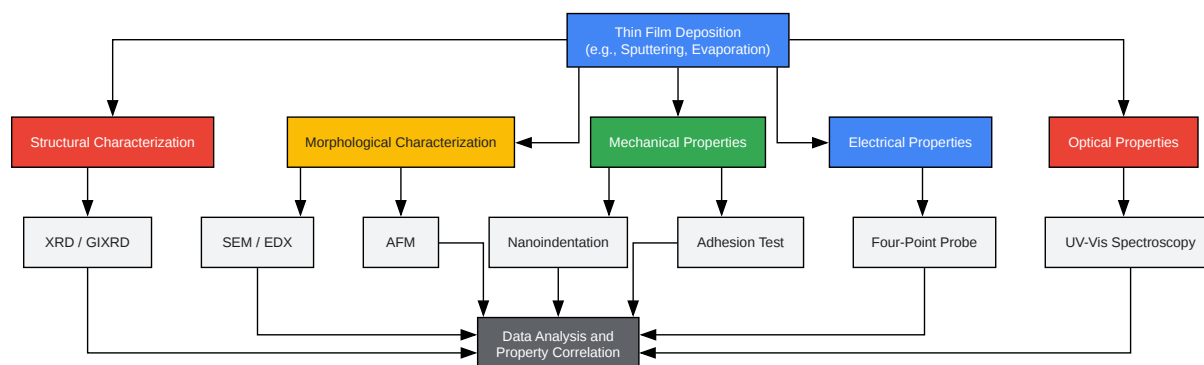 Thin Film Deposition
(e.g., Sputtering, Evaporation)
Structural Characterization
Morphological Characterization
Mechanical Properties
Electrical Properties
Optical Properties
XRD / GIXRD
SEM / EDX
AFM
Nanoindentation
Adhesion Test
Four-Point Probe
UV-Vis Spectroscopy
Data Analysis and
Property Correlation